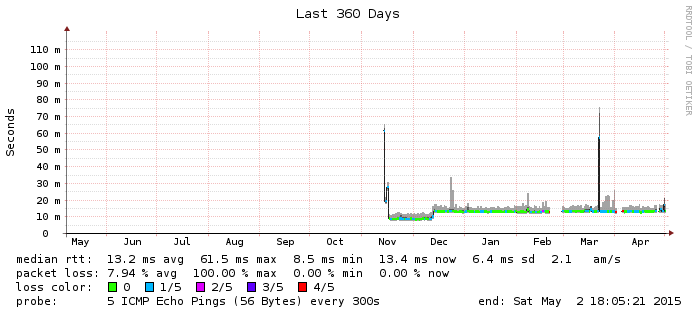 Last 360 Days
RRDTOOL / TOBI OETIKER
Seconds
110 m
100 m
90 m
80 m
70 m
60 m
50 m
40 m
30 m
20 m
10 m
0
May Jun Jul Aug Sep Oct Nov Dec Jan Feb Mar Apr
median rtt: 13.2 ms avg 61.5 ms max 8.5 ms min 13.4 ms now 6.4 ms sd 2.1 am/s
packet loss: 7.94 % avg 100.00 % max 0.00 % min 0.00 % now
loss color: 0 1/5 2/5 3/5 4/5
probe: 5 ICMP Echo Pings (56 Bytes) every 300s end: Sat May 2 18:05:21 2015